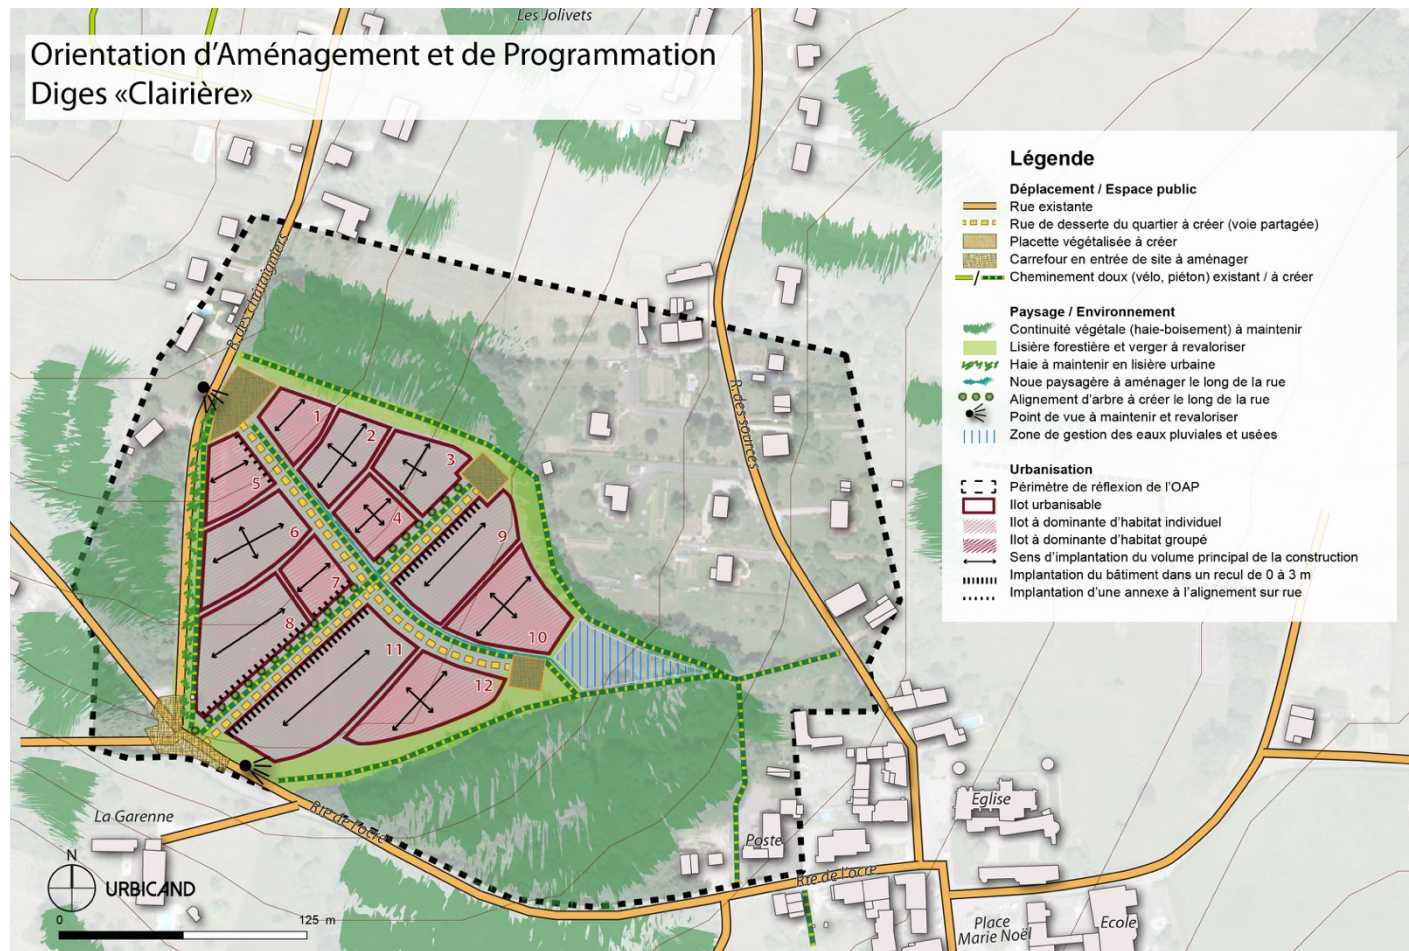 Les Jolivets
Orientation d'Aménagement et de Programmation
Diges «Clairière»
Légende
Déplacement / Espace public
Rue existante
Rue de desserte du quartier à créer (voie partagée)
Placette végétalisée à créer
Carrefour en entrée de site à aménager
Cheminement doux (vélo, piéton) existant / à créer
Paysage / Environnement
Continuité végétale (haie-boisement) à maintenir
Lisière forestière et verger à revaloriser
Haie à maintenir en lisière urbaine
Noue paysagère à aménager le long de la rue
Alignement d'arbre à créer le long de la rue
Point de vue à maintenir et revaloriser
Zone de gestion des eaux pluviales et usées
Urbanisation
Périmètre de réflexion de l'OAP
Ilot urbanisable
Ilot à dominante d'habitat individuel
Ilot à dominante d'habitat groupé
Sens d'implantation du volume principal de la construction
Implantation du bâtiment dans un recul de 0 à 3 m
Implantation d'une annexe à l'alignement sur rue
R. des chataigniers
R. des sources
1
2
3
4
5
6
7
8
9
10
11
12
La Garenne
Rte de l'ocre
Poste
Eglise
Rte de l'ocre
Place
Marie Noël
Ecole
N
URBICAND
0
125 m